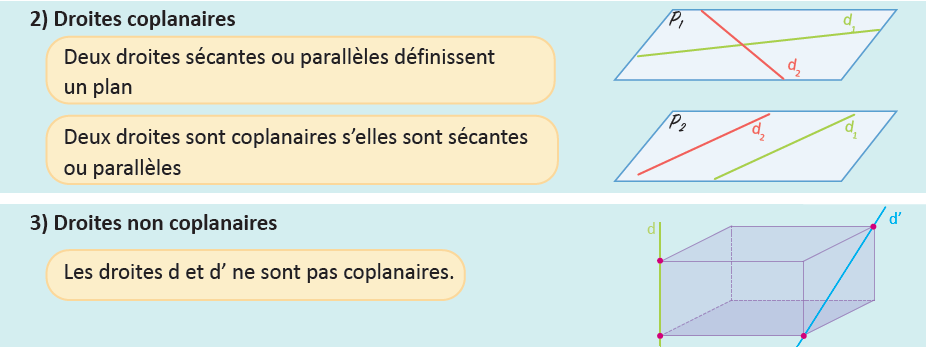 2) Droites coplanaires
Deux droites sécantes ou parallèles définissent
un plan
P₁
d₁
d₂
Deux droites sont coplanaires s’elles sont sécantes
ou parallèles
P₂
d₂
d₁
3) Droites non coplanaires
Les droites d et d’ ne sont pas coplanaires.
d
d’